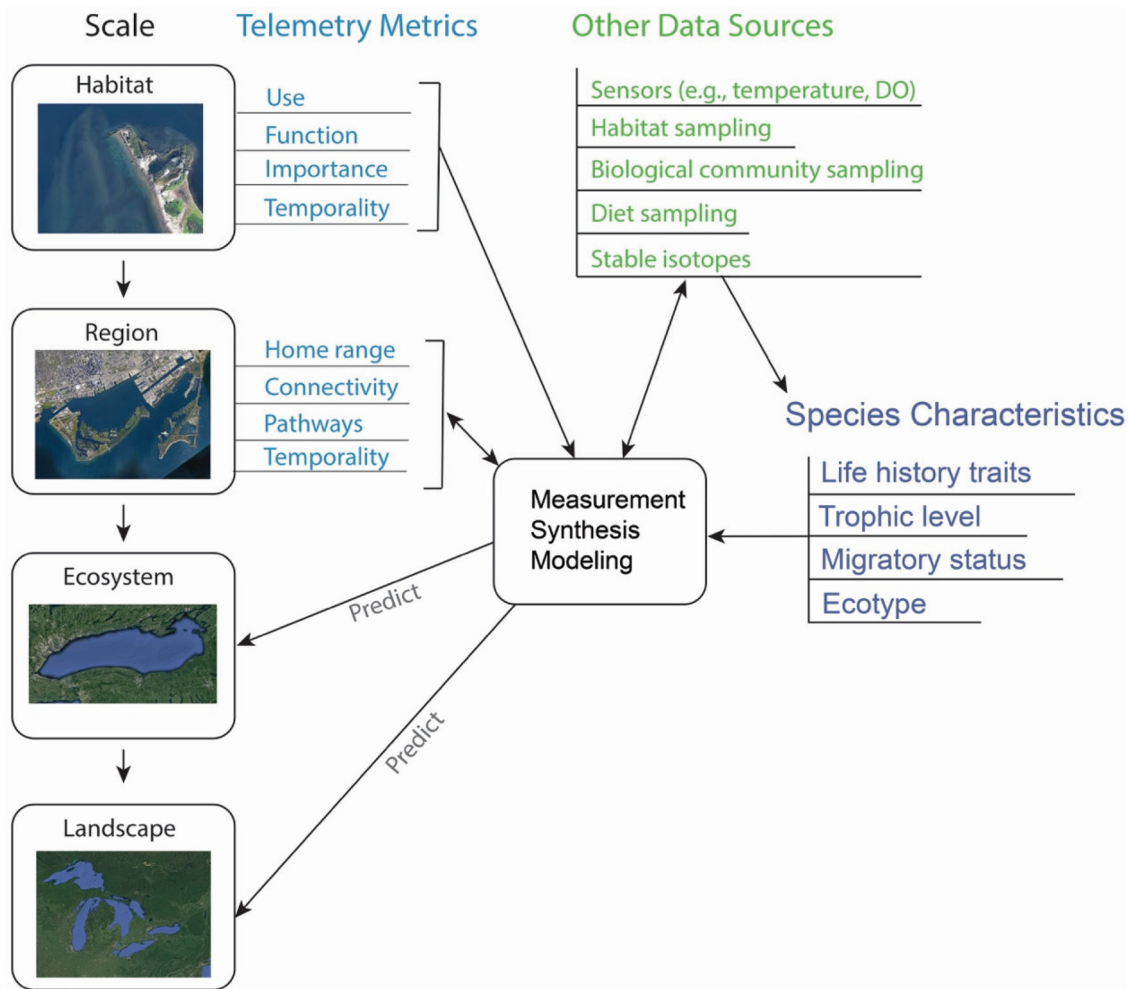 Scale
Telemetry Metrics
Other Data Sources
Habitat
Use
Function
Importance
Temporality
Sensors (e.g., temperature, DO)
Habitat sampling
Biological community sampling
Diet sampling
Stable isotopes
Region
Home range
Connectivity
Pathways
Temporality
Species Characteristics
Life history traits
Trophic level
Migratory status
Ecotype
Measurement
Synthesis
Modeling
Ecosystem
Predict
Landscape
Predict